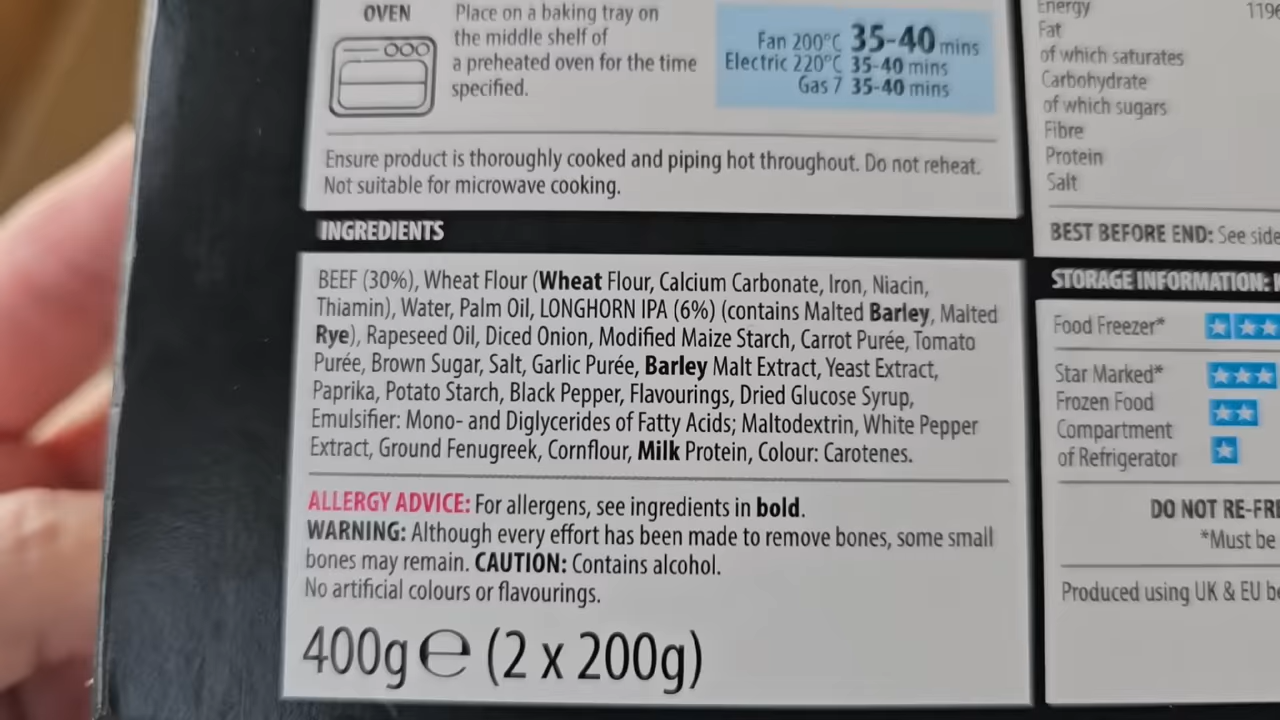 OVEN
Place on a baking tray on
the middle shelf of
a preheated oven for the time
specified.
Fan 200°C 35-40 mins
Electric 220°C 35-40 mins
Gas 7 35-40 mins
Ensure product is thoroughly cooked and piping hot throughout. Do not reheat.
Not suitable for microwave cooking.
INGREDIENTS
BEEF (30%), Wheat Flour (Wheat Flour, Calcium Carbonate, Iron, Niacin,
Thiamin), Water, Palm Oil, LONGHORN IPA (6%) (contains Malted Barley, Malted
Rye), Rapeseed Oil, Diced Onion, Modified Maize Starch, Carrot Purée, Tomato
Purée, Brown Sugar, Salt, Garlic Purée, Barley Malt Extract, Yeast Extract,
Paprika, Potato Starch, Black Pepper, Flavourings, Dried Glucose Syrup,
Emulsifier: Mono- and Diglycerides of Fatty Acids; Maltodextrin, White Pepper
Extract, Ground Fenugreek, Cornflour, Milk Protein, Colour: Carotenes.
ALLERGY ADVICE: For allergens, see ingredients in bold.
WARNING: Although every effort has been made to remove bones, some small
bones may remain. CAUTION: Contains alcohol.
No artificial colours or flavourings.
400g e (2 x 200g)
Energy 1196
Fat
of which saturates
Carbohydrate
of which sugars
Fibre
Protein
Salt
BEST BEFORE END: See side
STORAGE INFORMATION:
Food Freezer*
Star Marked*
Frozen Food
Compartment
of Refrigerator
DO NOT RE-FR
*Must be
Produced using UK & EU be